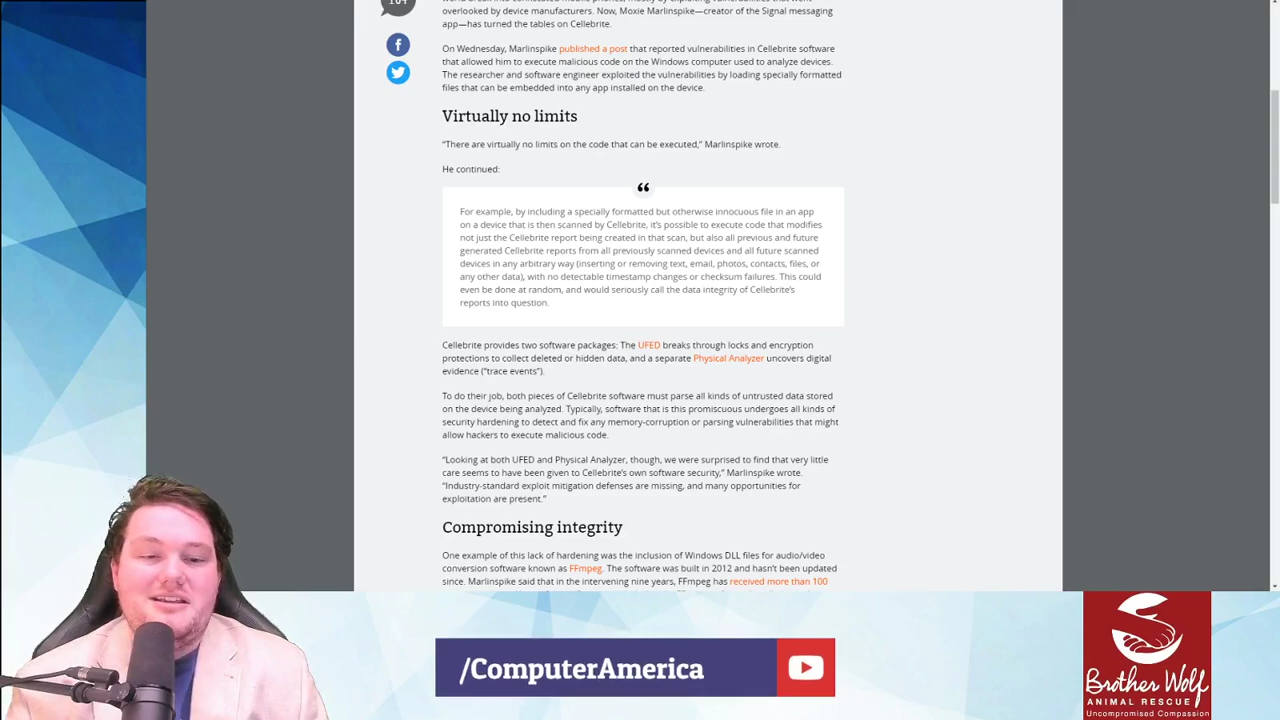 164
world break into confiscated mobile phones, mostly by exploiting vulnerabilities that went
overlooked by device manufacturers. Now, Moxie Marlinspike—creator of the Signal messaging
app—has turned the tables on Cellebrite.
On Wednesday, Marlinspike published a post that reported vulnerabilities in Cellebrite software
that allowed him to execute malicious code on the Windows computer used to analyze devices.
The researcher and software engineer exploited the vulnerabilities by loading specially formatted
files that can be embedded into any app installed on the device.
Virtually no limits
“There are virtually no limits on the code that can be executed,” Marlinspike wrote.
He continued:
“
For example, by including a specially formatted but otherwise innocuous file in an app
on a device that is then scanned by Cellebrite, it’s possible to execute code that modifies
not just the Cellebrite report being created in that scan, but also all previous and future
generated Cellebrite reports from all previously scanned devices and all future scanned
devices in any arbitrary way (inserting or removing text, email, photos, contacts, files, or
any other data), with no detectable timestamp changes or checksum failures. This could
even be done at random, and would seriously call the data integrity of Cellebrite’s
reports into question.
Cellebrite provides two software packages: The UFED breaks through locks and encryption
protections to collect deleted or hidden data, and a separate Physical Analyzer uncovers digital
evidence (“trace events”).
To do their job, both pieces of Cellebrite software must parse all kinds of untrusted data stored
on the device being analyzed. Typically, software that is this promiscuous undergoes all kinds of
security hardening to detect and fix any memory-corruption or parsing vulnerabilities that might
allow hackers to execute malicious code.
“Looking at both UFED and Physical Analyzer, though, we were surprised to find that very little
care seems to have been given to Cellebrite’s own software security,” Marlinspike wrote.
“Industry-standard exploit mitigation defenses are missing, and many opportunities for
exploitation are present.”
Compromising integrity
One example of this lack of hardening was the inclusion of Windows DLL files for audio/video
conversion software known as FFmpeg. The software was built in 2012 and hasn’t been updated
since. Marlinspike said that in the intervening nine years, FFmpeg has received more than 100
/ComputerAmerica
Brother Wolf
ANIMAL RESCUE
Uncompromised Compassion